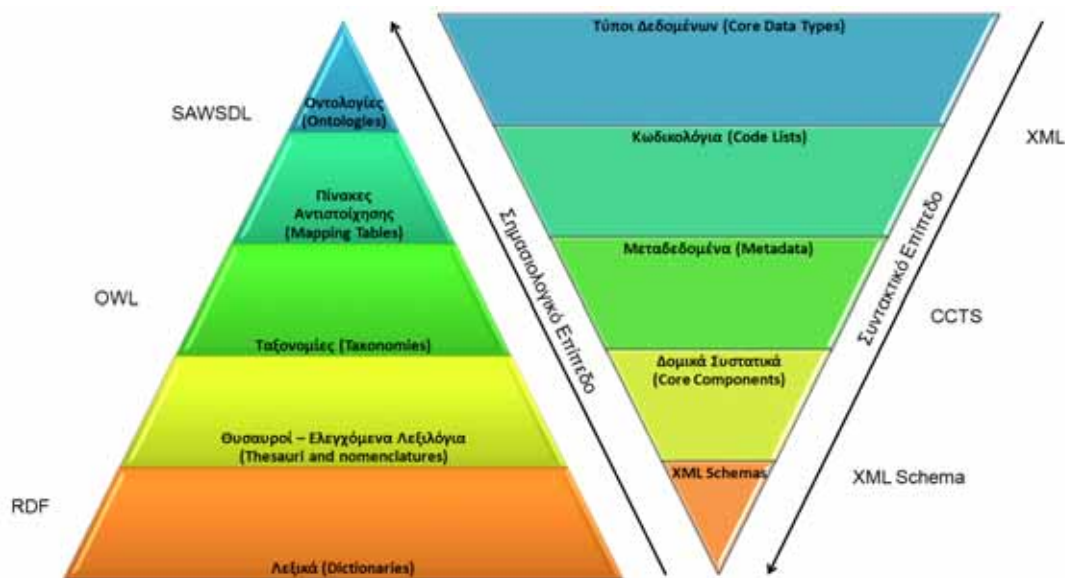 SAWSDL
OWL
RDF
Οντολογίες
(Ontologies)
Πίνακες
Αντιστοίχησης
(Mapping Tables)
Ταξονομίες (Taxonomies)
Θυσαυροί – Ελεγχόμενα Λεξιλόγια
(Thesauri and nomenclatures)
Λεξικά (Dictionaries)
Σημασιολογικό Επίπεδο
Τύποι Δεδομένων (Core Data Types)
Κωδικολόγια (Code Lists)
Μεταδεδομένα (Metadata)
Δομικά Συστατικά
(Core Components)
XML Schemas
Συντακτικό Επίπεδο
XML
CCTS
XML Schema